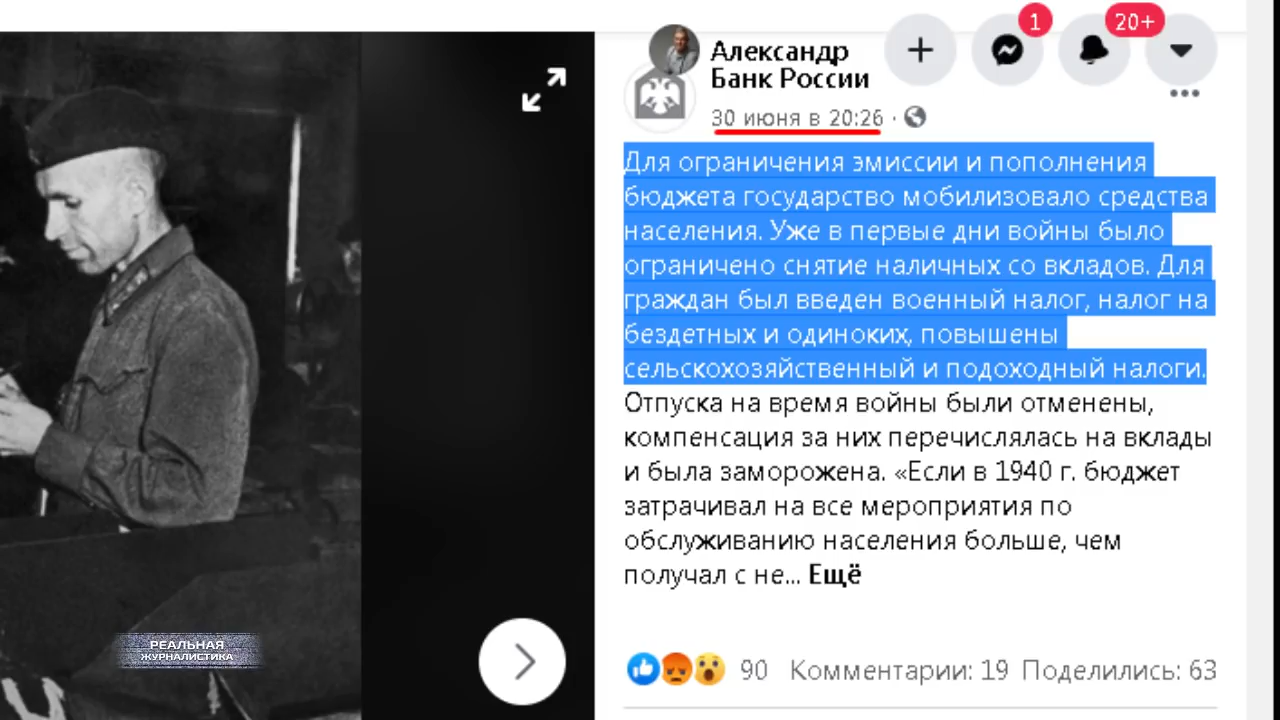 1
20+
Александр
Банк России
30 июня в 20:26 ·
Для ограничения эмиссии и пополнения
бюджета государство мобилизовало средства
населения. Уже в первые дни войны было
ограничено снятие наличных со вкладов. Для
граждан был введен военный налог, налог на
бездетных и одиноких, повышены
сельскохозяйственный и подоходный налоги.
Отпуска на время войны были отменены,
компенсация за них перечислялась на вклады
и была заморожена. «Если в 1940 г. бюджет
затрачивал на все мероприятия по
обслуживанию населения больше, чем
получал с не... Ещё
90 Комментарии: 19 Поделились: 63
РЕАЛЬНАЯ
ЖУРНАЛИСТИКА